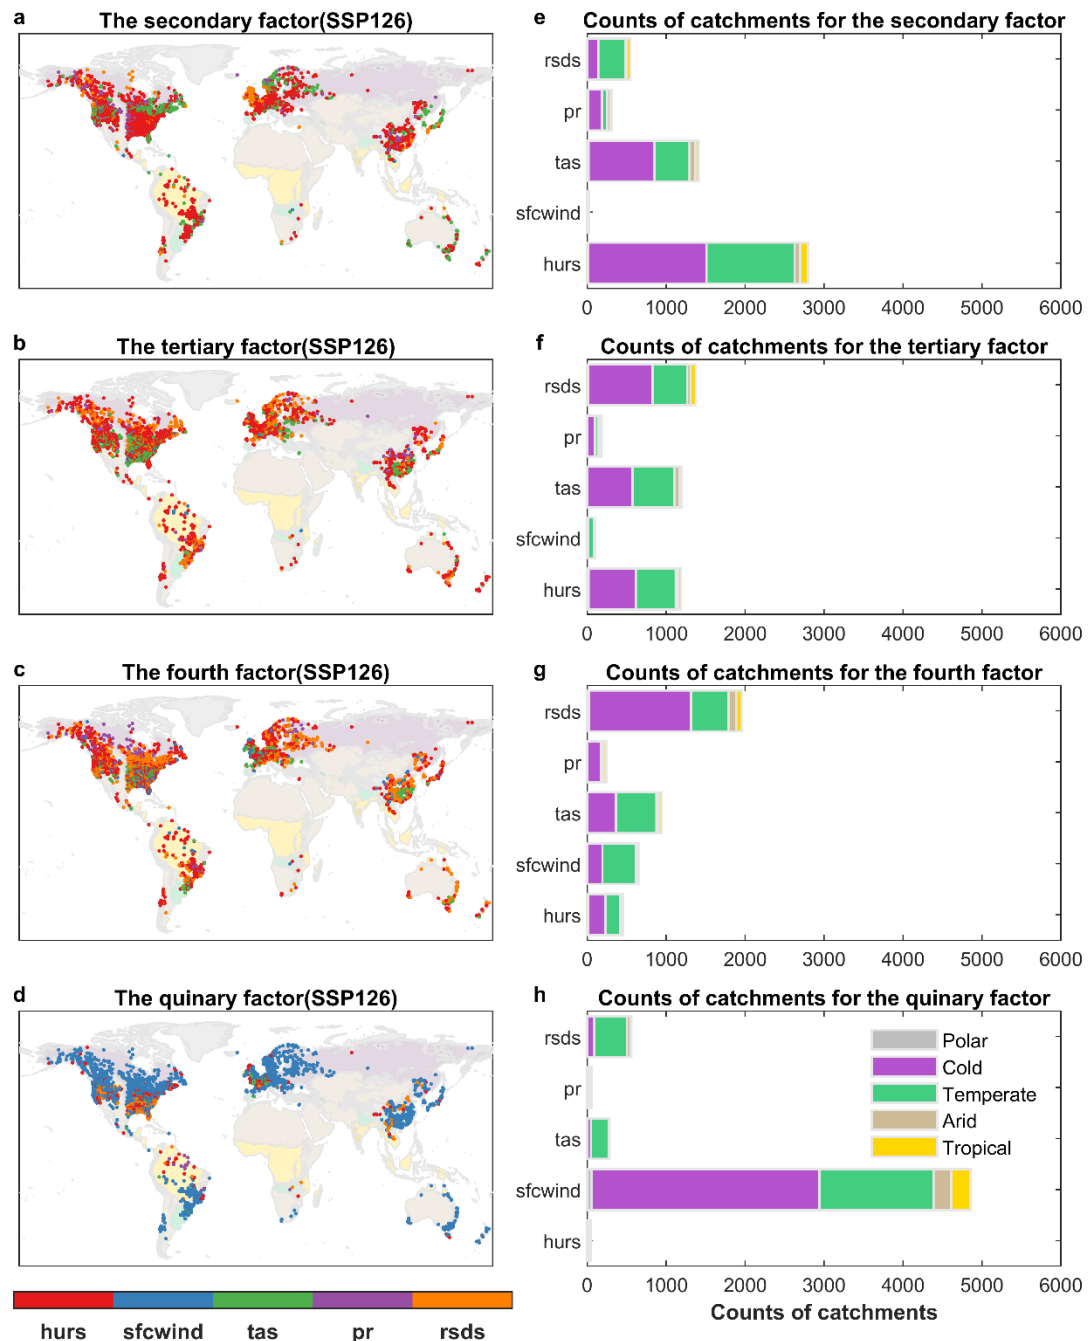 a The secondary factor(SSP126)
e Counts of catchments for the secondary factor
rsds
pr
tas
sfcwind
hurs
0 1000 2000 3000 4000 5000 6000
b The tertiary factor(SSP126)
f Counts of catchments for the tertiary factor
rsds
pr
tas
sfcwind
hurs
0 1000 2000 3000 4000 5000 6000
c The fourth factor(SSP126)
g Counts of catchments for the fourth factor
rsds
pr
tas
sfcwind
hurs
0 1000 2000 3000 4000 5000 6000
d The quinary factor(SSP126)
h Counts of catchments for the quinary factor
rsds
pr
tas
sfcwind
hurs
Polar
Cold
Temperate
Arid
Tropical
0 1000 2000 3000 4000 5000 6000
Counts of catchments
hurs sfcwind tas pr rsds